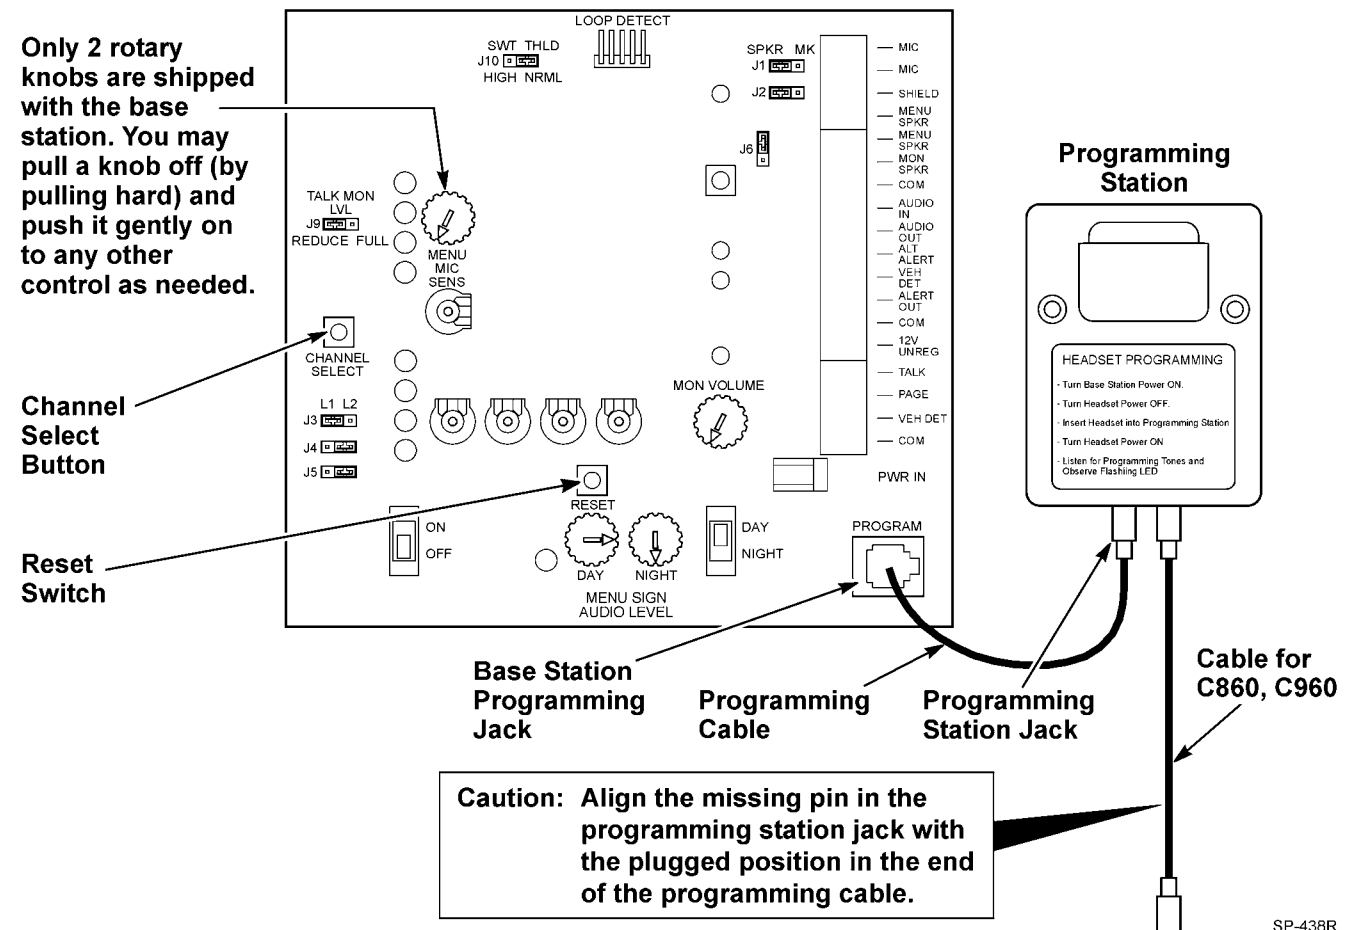 Only 2 rotary
knobs are shipped
with the base
station. You may
pull a knob off (by
pulling hard) and
push it gently on
to any other
control as needed.
Channel
Select
Button
Reset
Switch
LOOP DETECT
SWT THLD
J10
HIGH NRML
SPKR MK
J1
J2
J6
TALK MON
LVL
J9
REDUCE FULL
MENU
MIC
SENS
CHANNEL
SELECT
L1 L2
J3
J4
J5
MON VOLUME
RESET
ON
OFF
DAY
NIGHT
MENU SIGN
AUDIO LEVEL
DAY
NIGHT
MIC
MIC
SHIELD
MENU
SPKR
MENU
SPKR
MON
SPKR
COM
AUDIO
IN
AUDIO
OUT
ALT
ALERT
VEH
DET
ALERT
OUT
COM
12V
UNREG
TALK
PAGE
VEH DET
COM
PWR IN
PROGRAM
Programming
Station
HEADSET PROGRAMMING
- Turn Base Station Power ON.
- Turn Headset Power OFF.
- Insert Headset into Programming Station
- Turn Headset Power ON
- Listen for Programming Tones and
Observe Flashiing LED
Base Station
Programming
Jack
Programming
Cable
Programming
Station Jack
Cable for
C860, C960
Caution: Align the missing pin in the
programming station jack with
the plugged position in the end
of the programming cable.
SP-438R